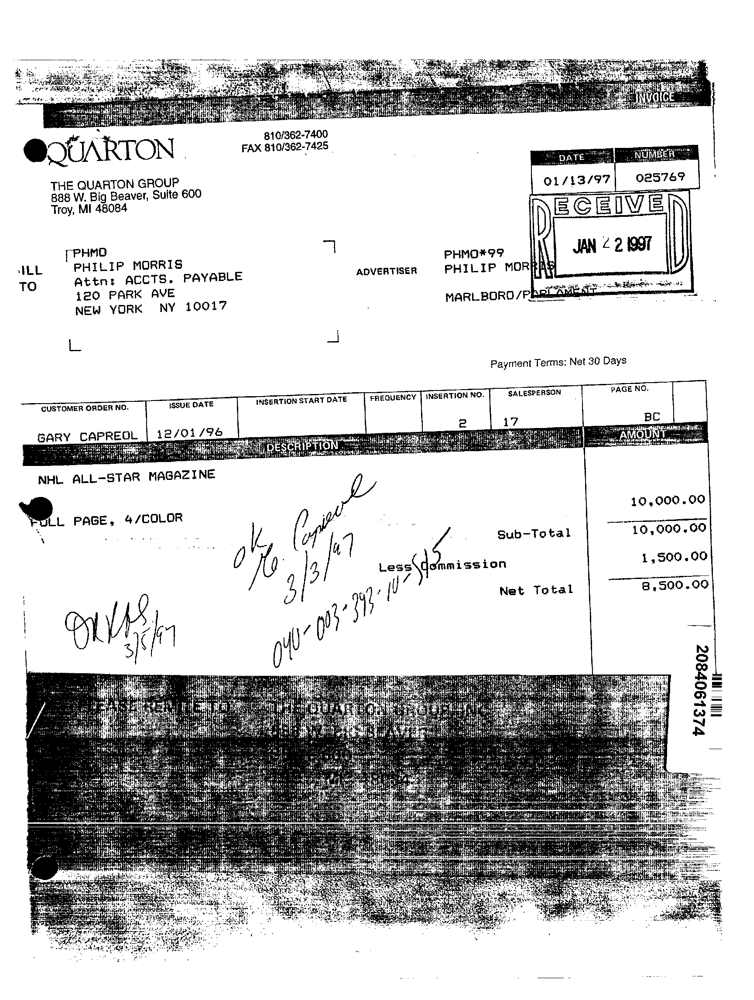 INVOICE
QUARTON
810/362-7400
FAX 810/362-7425
THE QUARTON GROUP
888 W. Big Beaver, Suite 600
Troy, MI 48084
DATE NUMBER
01/13/97 025769
RECEIVED
JAN 22 1997
ILL
TO
PHMO
PHILIP MORRIS
Attn: ACCTS. PAYABLE
120 PARK AVE
NEW YORK NY 10017
ADVERTISER
PHMO*99
PHILIP MORRIS
MARLBORO/PARLAMENT
Payment Terms: Net 30 Days
CUSTOMER ORDER NO. ISSUE DATE INSERTION START DATE FREQUENCY INSERTION NO. SALESPERSON PAGE NO.
GARY CAPREOL 12/01/96 2 17 BC
DESCRIPTION AMOUNT
NHL ALL-STAR MAGAZINE
10,000.00
FULL PAGE, 4/COLOR
Sub-Total 10,000.00
Less Commission 1,500.00
Net Total 8,500.00
OK
G. Capreol
3/3/97
040-003-393-10-515
OK
3/5/97
2084061374
PLEASE REMIT TO THE QUARTON GROUP INC
888 W. BIG BEAVER